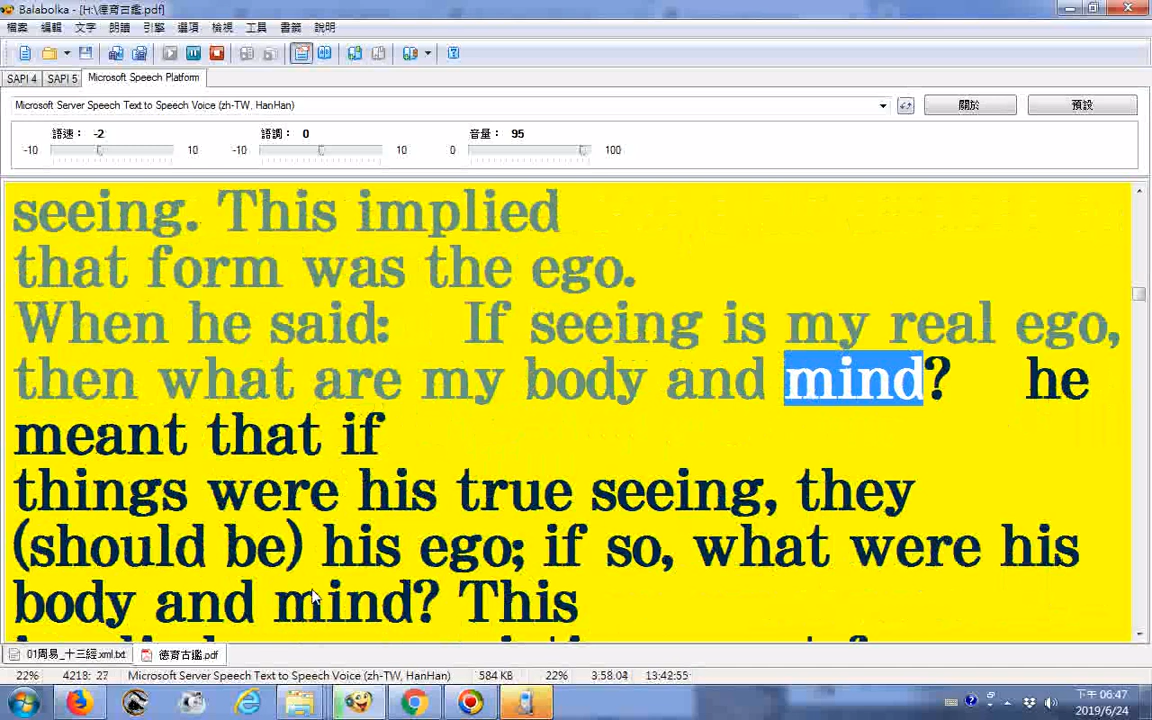 Balabolka - [H:\德育古鑑.pdf]
檔案 編輯 文字 朗讀 引擎 選項 檢視 工具 書籤 說明
SAPI 4 SAPI 5 Microsoft Speech Platform
Microsoft Server Speech Text to Speech Voice (zh-TW, HanHan)
關於
預設
語速： -2 語調： 0 音量： 95
-10 10 -10 10 0 100
seeing. This implied
that form was the ego.
When he said: If seeing is my real ego,
then what are my body and mind? he
meant that if
things were his true seeing, they
(should be) his ego; if so, what were his
body and mind? This
01周易_十三經.xml.txt 德育古鑑.pdf
22% 4218: 27 Microsoft Server Speech Text to Speech Voice (zh-TW, HanHan) 584 KB 22% 3:58:04 13:42:55
下午 06:47
2019/6/24